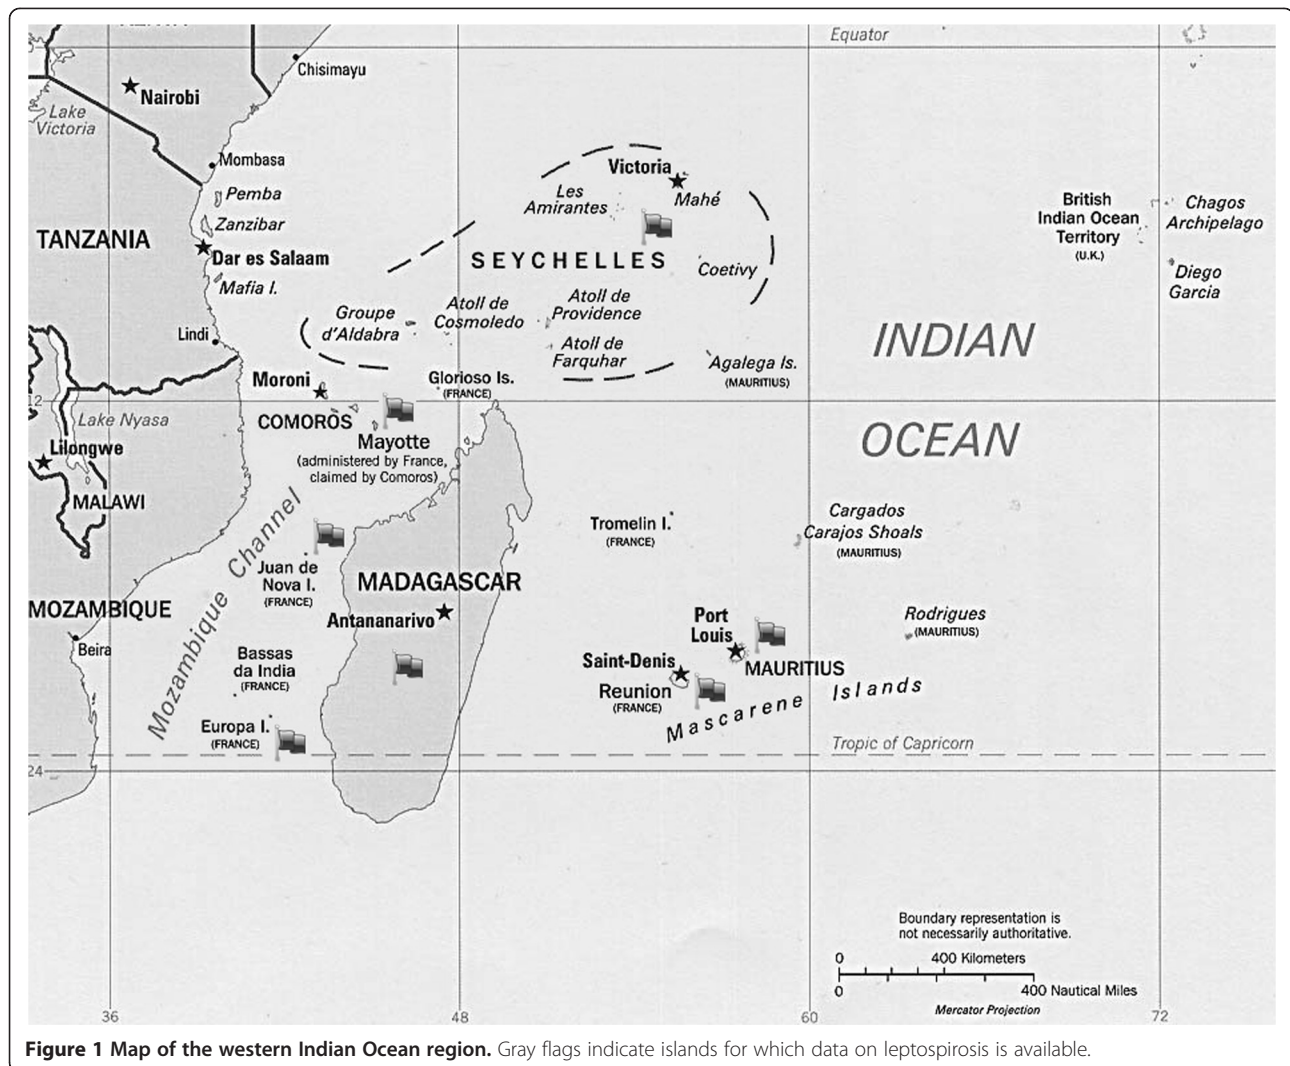 Equator
Chisimayu
Nairobi
Lake
Victoria
Mombasa
Pemba
Zanzibar
TANZANIA
Dar es Salaam
Mafia I.
Lindi
Victoria
Mahé
Les
Amirantes
SEYCHELLES
Coetivy
Groupe
d'Aldabra
Atoll de
Cosmoledo
Atoll de
Providence
Atoll de
Farquhar
Agalega Is.
(MAURITIUS)
British
Indian Ocean
Territory
(U.K.)
Chagos
Archipelago
Diego
Garcia
INDIAN
OCEAN
Moroni
COMOROS
Glorioso Is.
(FRANCE)
Mayotte
(administered by France,
claimed by Comoros)
12
Lake Nyasa
Lilongwe
MALAWI
Mozambique Channel
Juan de
Nova I.
(FRANCE)
MADAGASCAR
Antananarivo
Tromelin I.
(FRANCE)
Cargados
Carajos Shoals
(MAURITIUS)
MOZAMBIQUE
Beira
Bassas
da India
(FRANCE)
Europa I.
(FRANCE)
Port
Louis
MAURITIUS
Saint-Denis
Reunion
(FRANCE)
Rodrigues
(MAURITIUS)
Mascarene Islands
Tropic of Capricorn
24
Boundary representation is
not necessarily authoritative.
0 400 Kilometers
0 400 Nautical Miles
Mercator Projection
36 48 60 72
Figure 1 Map of the western Indian Ocean region. Gray flags indicate islands for which data on leptospirosis is available.